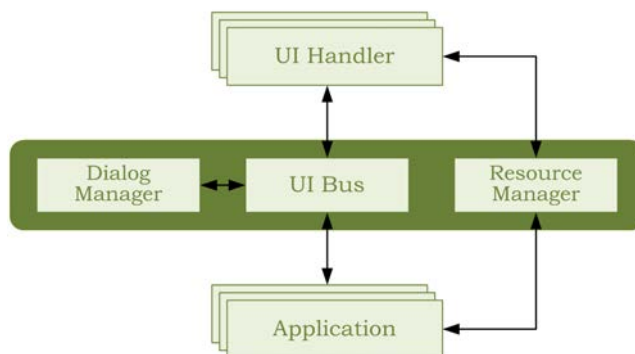 UI Handler
Dialog
Manager
UI Bus
Resource
Manager
Application